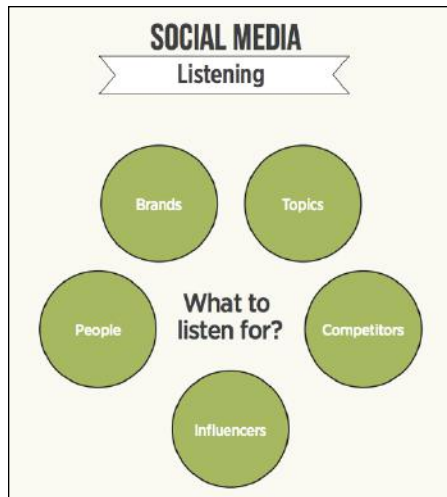 SOCIAL MEDIA
Listening
Brands
Topics
People
What to
listen for?
Competitors
Influencers